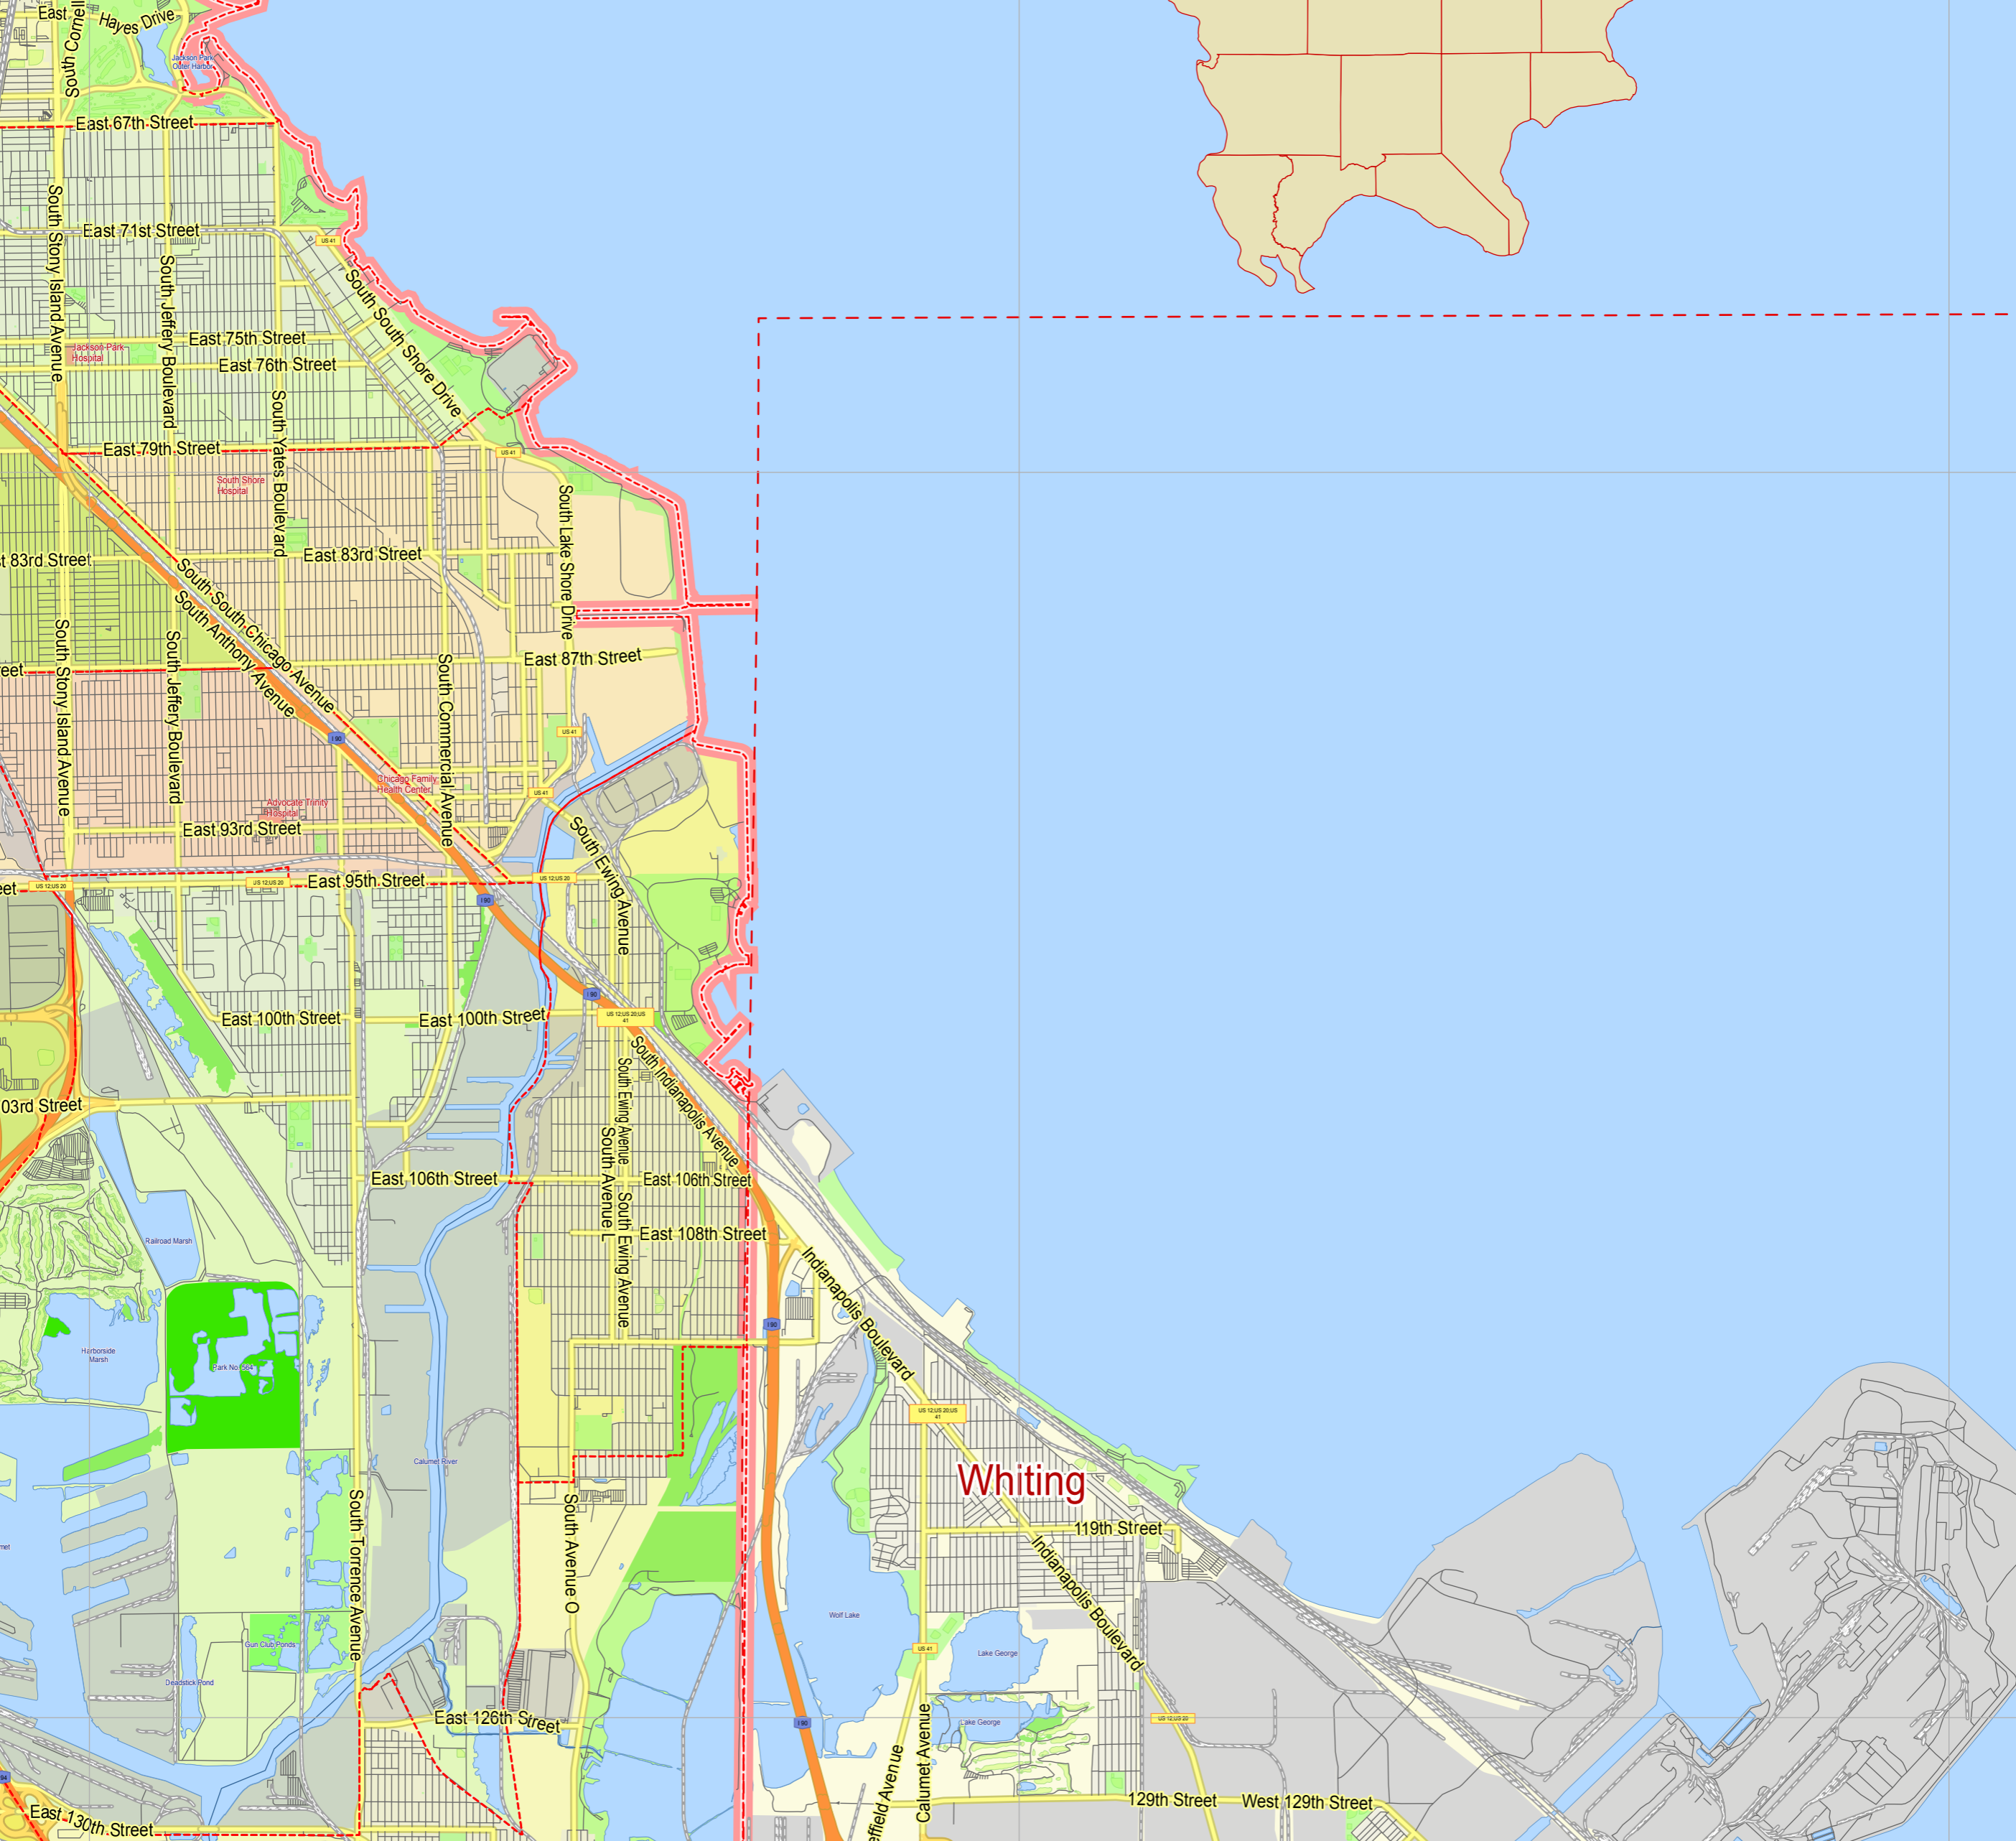 East
Hayes Drive
South Cornell
Jackson Park
Outer Harbor
East 67th Street
South Stony Island Avenue
East 71st Street
US 41
South Jeffery Boulevard
South South Shore Drive
East 75th Street
Jackson Park
Hospital
East 76th Street
South Yates Boulevard
East 79th Street
US 41
South Shore
Hospital
South Lake Shore Drive
st 83rd Street
East 83rd Street
South South Chicago Avenue
South Anthony Avenue
South Stony Island Avenue
South Jeffery Boulevard
East 87th Street
South Commercial Avenue
reet
US 41
I 90
Chicago Family
Health Center
US 41
Advocate Trinity
Hospital
East 93rd Street
South Ewing Avenue
eet
US 12;US 20
US 12;US 20
East 95th Street
US 12;US 20
I 90
I 90
East 100th Street
East 100th Street
US 12;US 20;US
41
South Indianapolis Avenue
South Ewing Avenue
03rd Street
South Avenue L
East 106th Street
East 106th Street
South Ewing Avenue
East 108th Street
Railroad Marsh
Indianapolis Boulevard
I 90
Harborside
Marsh
Park No. 564
US 12;US 20;US
41
Calumet River
Whiting
South Torrence Avenue
South Avenue O
119th Street
Indianapolis Boulevard
met
Wolf Lake
Gun Club Ponds
US 41
Lake George
Deadstick Pond
East 126th Street
I 90
Lake George
US 12;US 20
Calumet Avenue
effield Avenue
94
129th Street
West 129th Street
East 130th Street